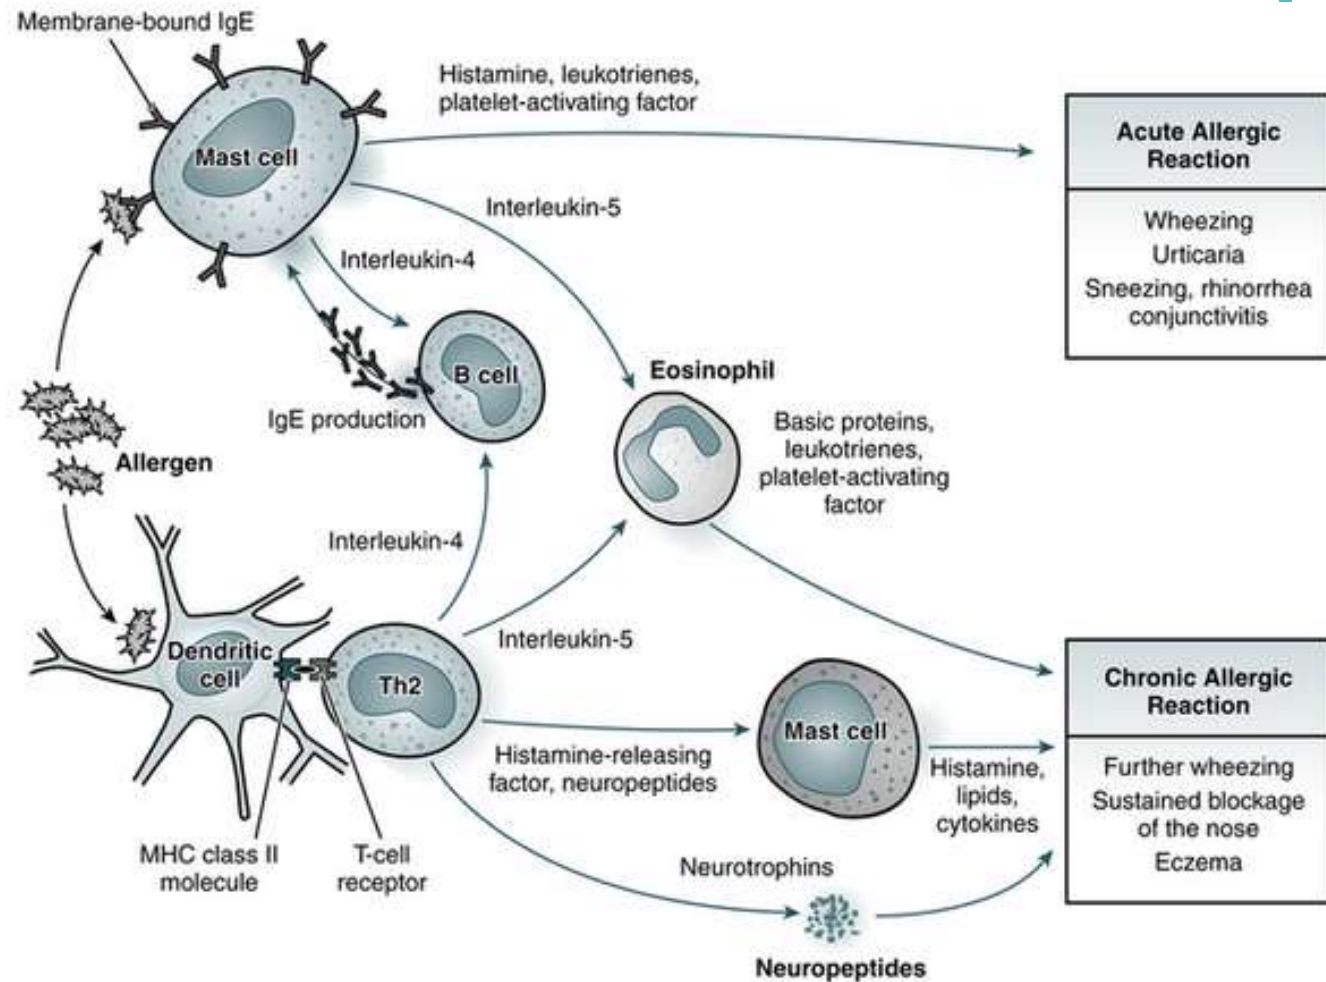 Membrane-bound IgE
Histamine, leukotrienes,
platelet-activating factor
Mast cell
Interleukin-5
Interleukin-4
Acute Allergic
Reaction
Wheezing
Urticaria
Sneezing, rhinorrhea
conjunctivitis
B cell
IgE production
Eosinophil
Basic proteins,
leukotrienes,
platelet-activating
factor
Allergen
Interleukin-4
Interleukin-5
Dendritic
cell
Th2
MHC class II
molecule
T-cell
receptor
Histamine-releasing
factor, neuropeptides
Mast cell
Histamine,
lipids,
cytokines
Neurotrophins
Neuropeptides
Chronic Allergic
Reaction
Further wheezing
Sustained blockage
of the nose
Eczema